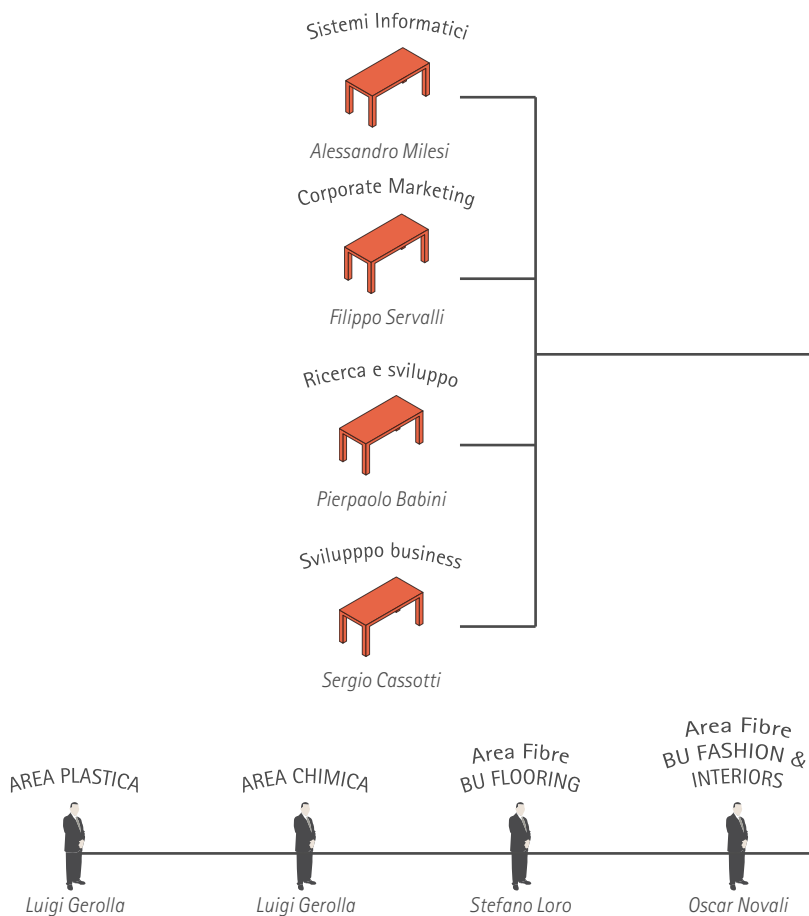 Sistemi Informatici
Alessandro Milesi
Corporate Marketing
Filippo Servalli
Ricerca e sviluppo
Pierpaolo Babini
Svilupppo business
Sergio Cassotti
AREA PLASTICA
Luigi Gerolla
AREA CHIMICA
Luigi Gerolla
Area Fibre
BU FLOORING
Stefano Loro
Area Fibre
BU FASHION &
INTERIORS
Oscar Novali